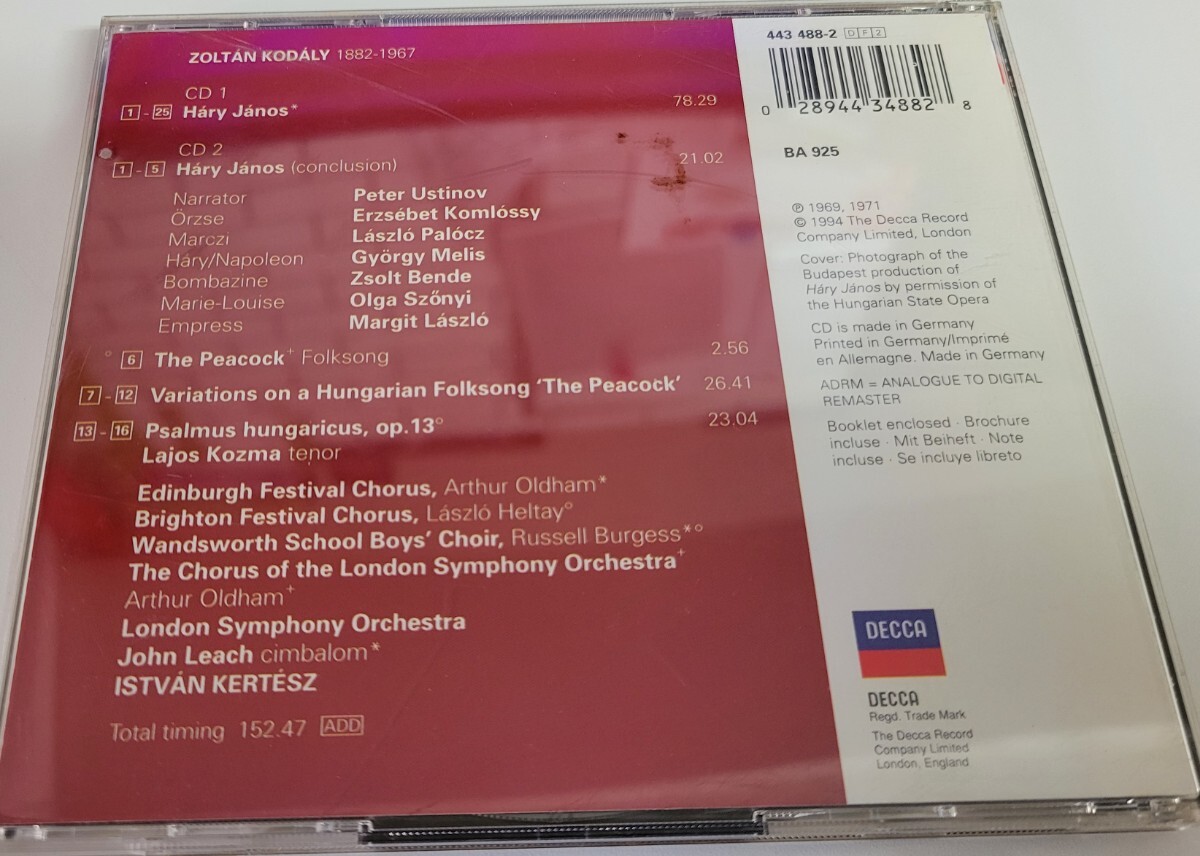 ZOLTÁN KODÁLY 1882-1967
CD 1
1 - 25 Háry János* 78.29
CD 2
1 - 5 Háry János (conclusion) 21.02
Narrator Peter Ustinov
Örzse Erzsébet Komlóssy
Marczi László Palócz
Háry/Napoleon György Melis
Bombazine Zsolt Bende
Marie-Louise Olga Szőnyi
Empress Margit László
6 The Peacock+ Folksong 2.56
7 - 12 Variations on a Hungarian Folksong ‘The Peacock’ 26.41
13 - 16 Psalmus hungaricus, op.13° 23.04
Lajos Kozma tenor
Edinburgh Festival Chorus, Arthur Oldham*
Brighton Festival Chorus, László Heltay°
Wandsworth School Boys’ Choir, Russell Burgess*°
The Chorus of the London Symphony Orchestra+
Arthur Oldham+
London Symphony Orchestra
John Leach cimbalom*
ISTVÁN KERTÉSZ
Total timing 152.47 ADD
443 488-2 DF2
0 28944 34882 8
BA 925
℗ 1969, 1971
© 1994 The Decca Record
Company Limited, London
Cover: Photograph of the
Budapest production of
Háry János by permission of
the Hungarian State Opera
CD is made in Germany
Printed in Germany/Imprimé
en Allemagne. Made in Germany
ADRM = ANALOGUE TO DIGITAL
REMASTER
Booklet enclosed · Brochure
incluse · Mit Beiheft · Note
incluse · Se incluye libreto
DECCA
DECCA
Regd. Trade Mark
The Decca Record
Company Limited
London, England